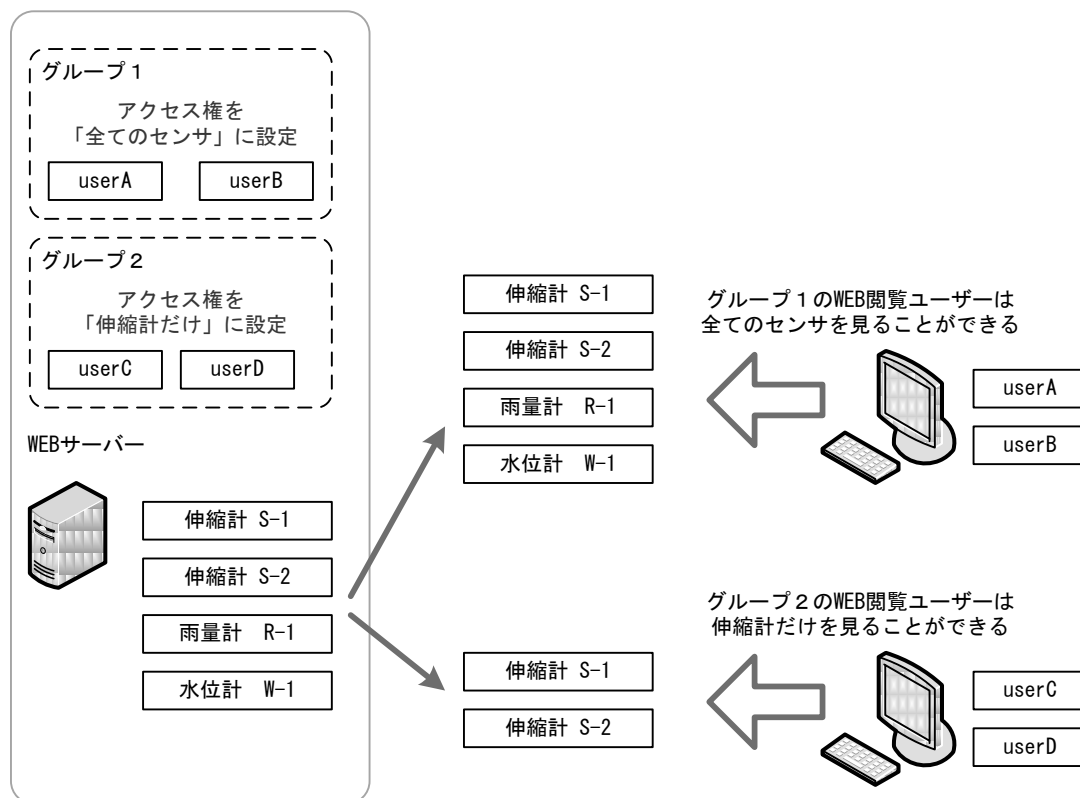 グループ１
アクセス権を
「全てのセンサ」に設定
userA
userB
グループ２
アクセス権を
「伸縮計だけ」に設定
userC
userD
WEBサーバー
伸縮計 S-1
伸縮計 S-2
雨量計　R-1
水位計　W-1
伸縮計 S-1
伸縮計 S-2
雨量計　R-1
水位計　W-1
グループ１のWEB閲覧ユーザーは
全てのセンサを見ることができる
userA
userB
伸縮計 S-1
伸縮計 S-2
グループ２のWEB閲覧ユーザーは
伸縮計だけを見ることができる
userC
userD